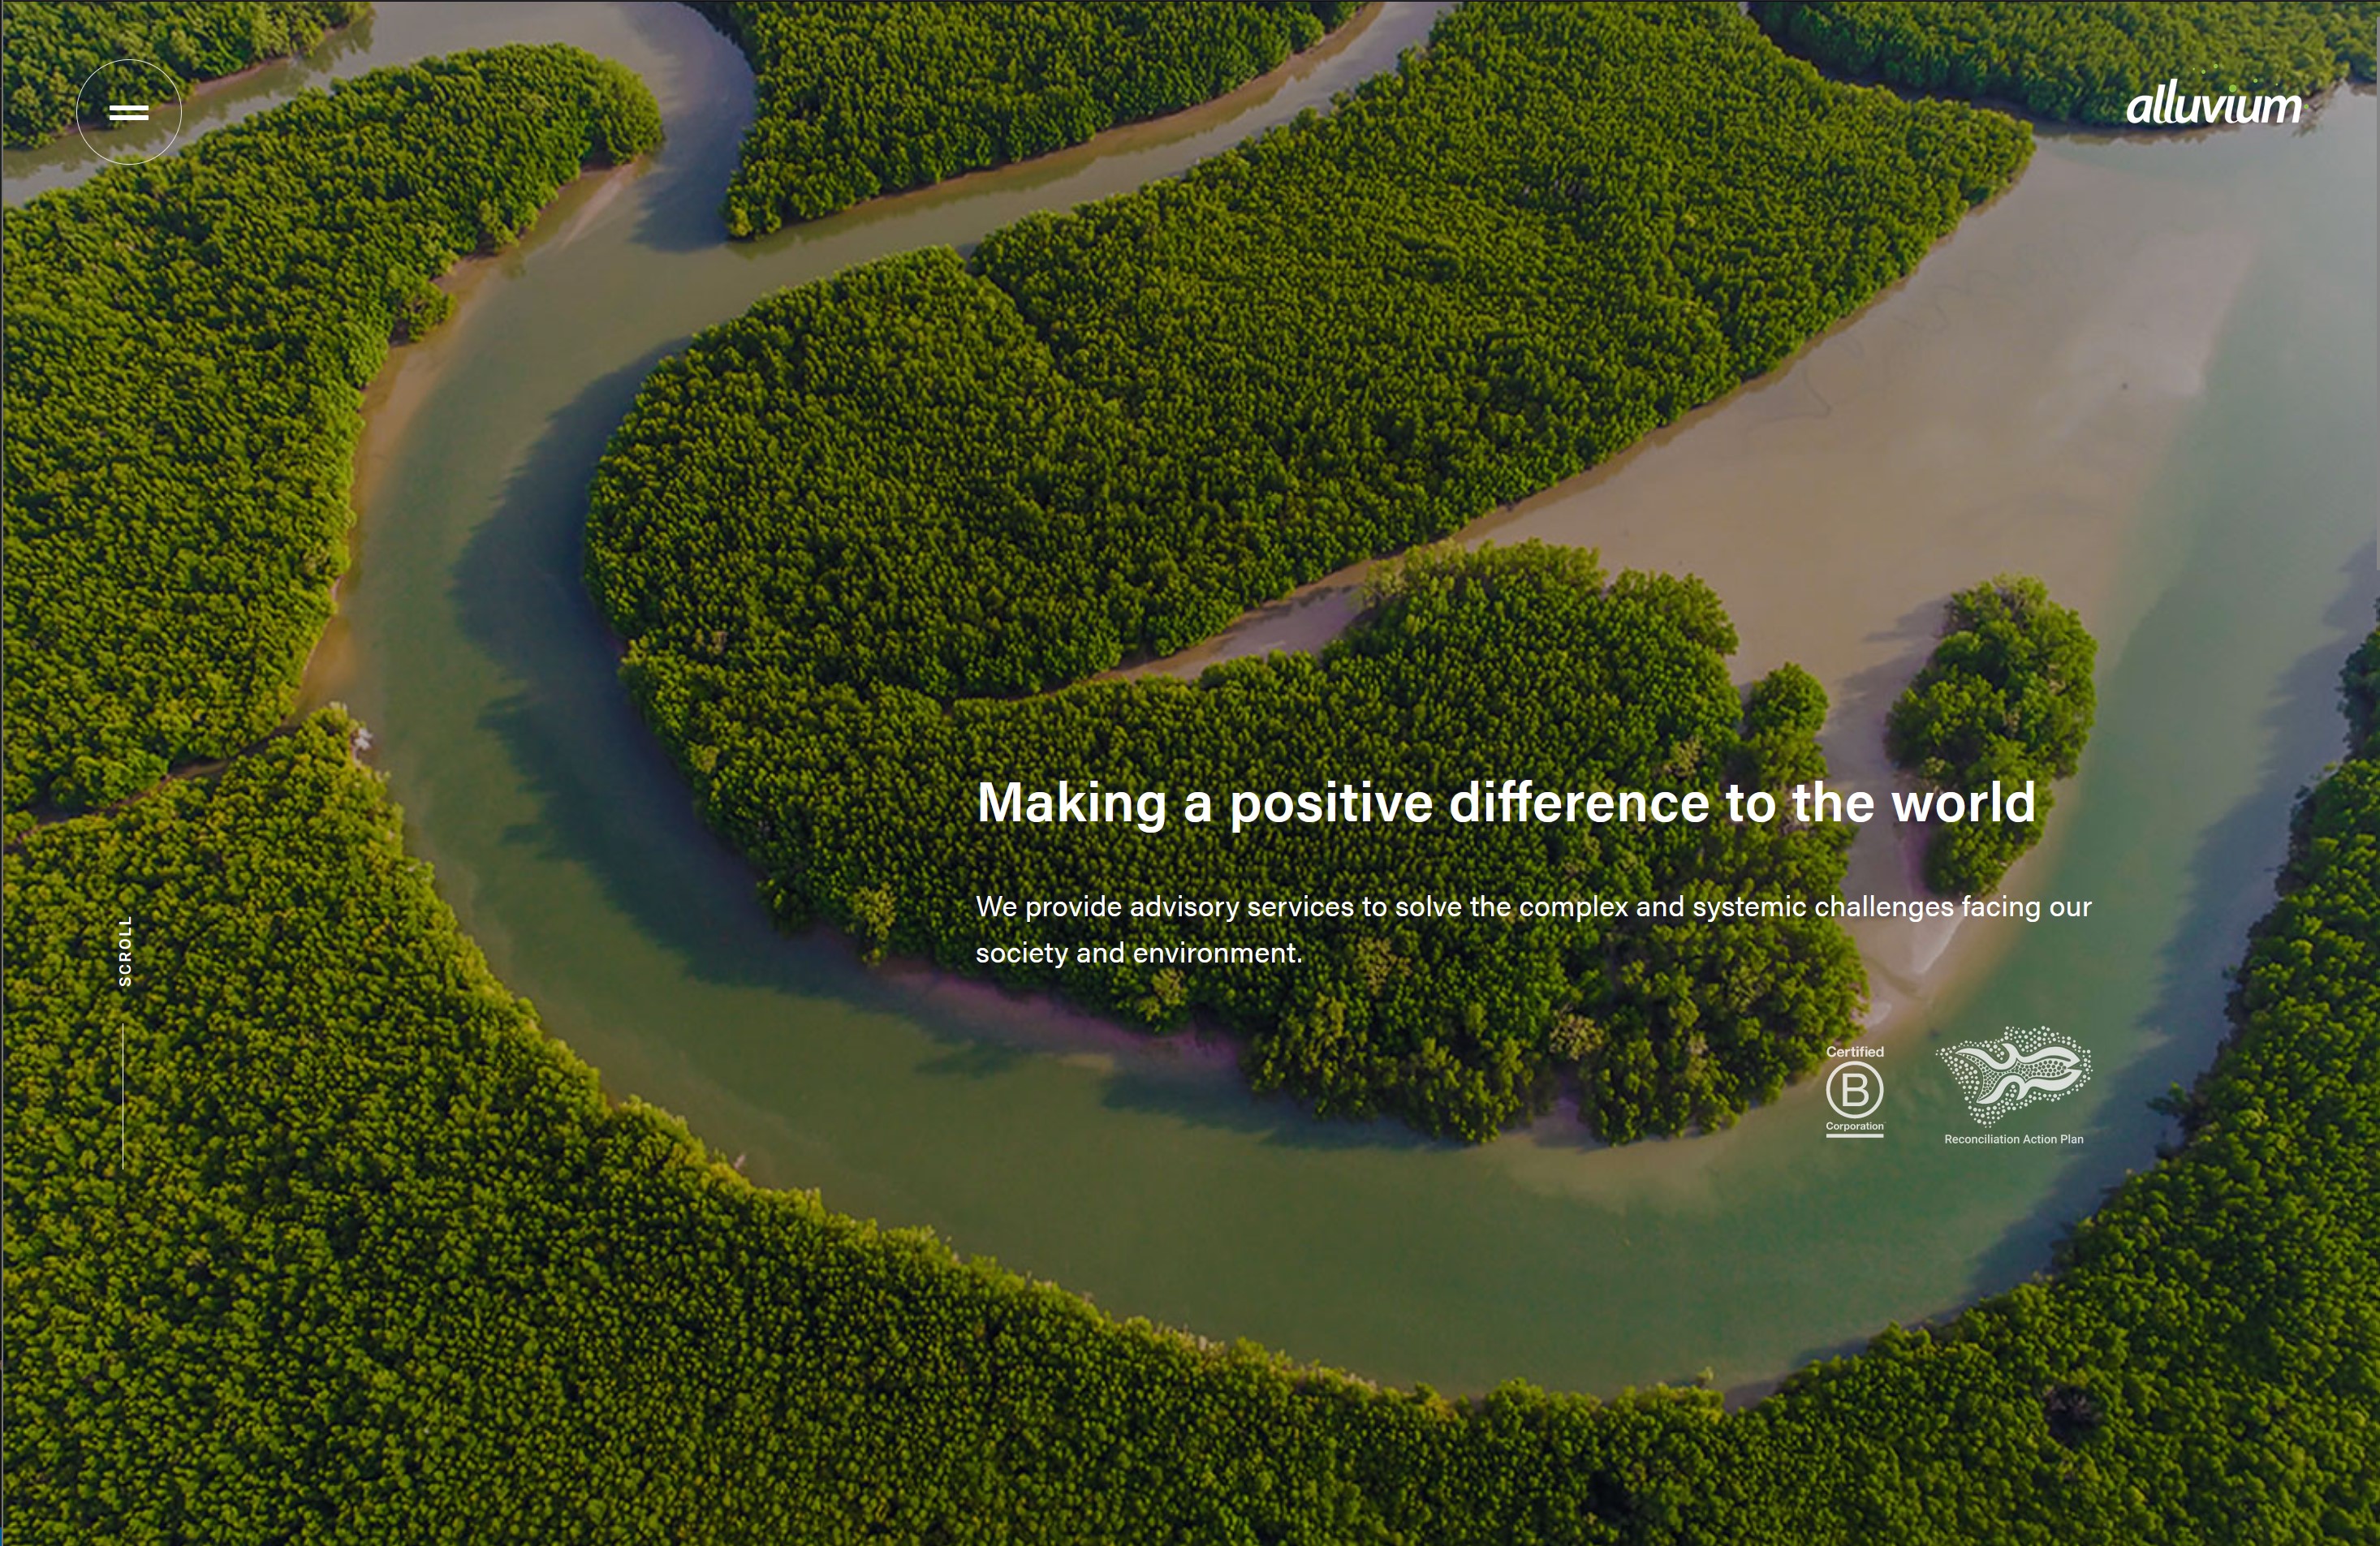 alluvium
Making a positive difference to the world
We provide advisory services to solve the complex and systemic challenges facing our
society and environment.
SCROLL
Certified
B
Corporation
Reconciliation Action Plan